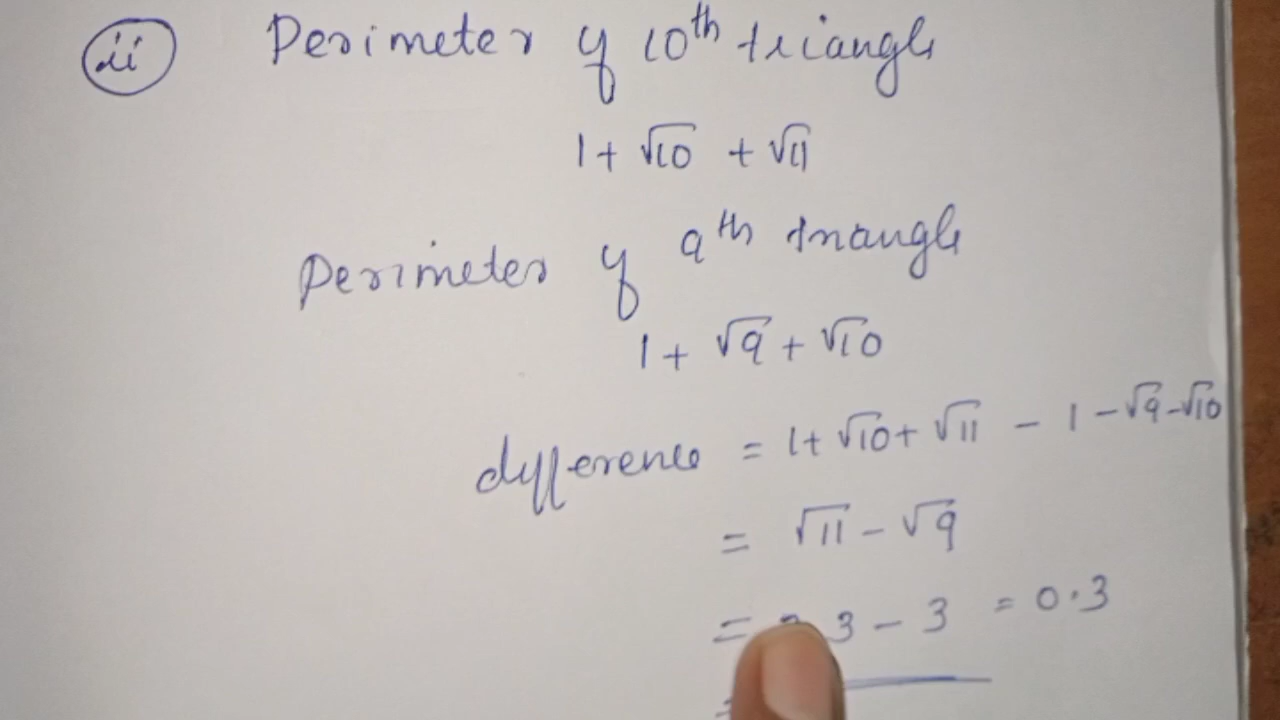 ii Perimeter of 10th triangle
1 + √10 + √11
Perimeter of 9th triangle
1 + √9 + √10
difference = 1 + √10 + √11 - 1 - √9 - √10
= √11 - √9
= 3 - 3 = 0.3
=